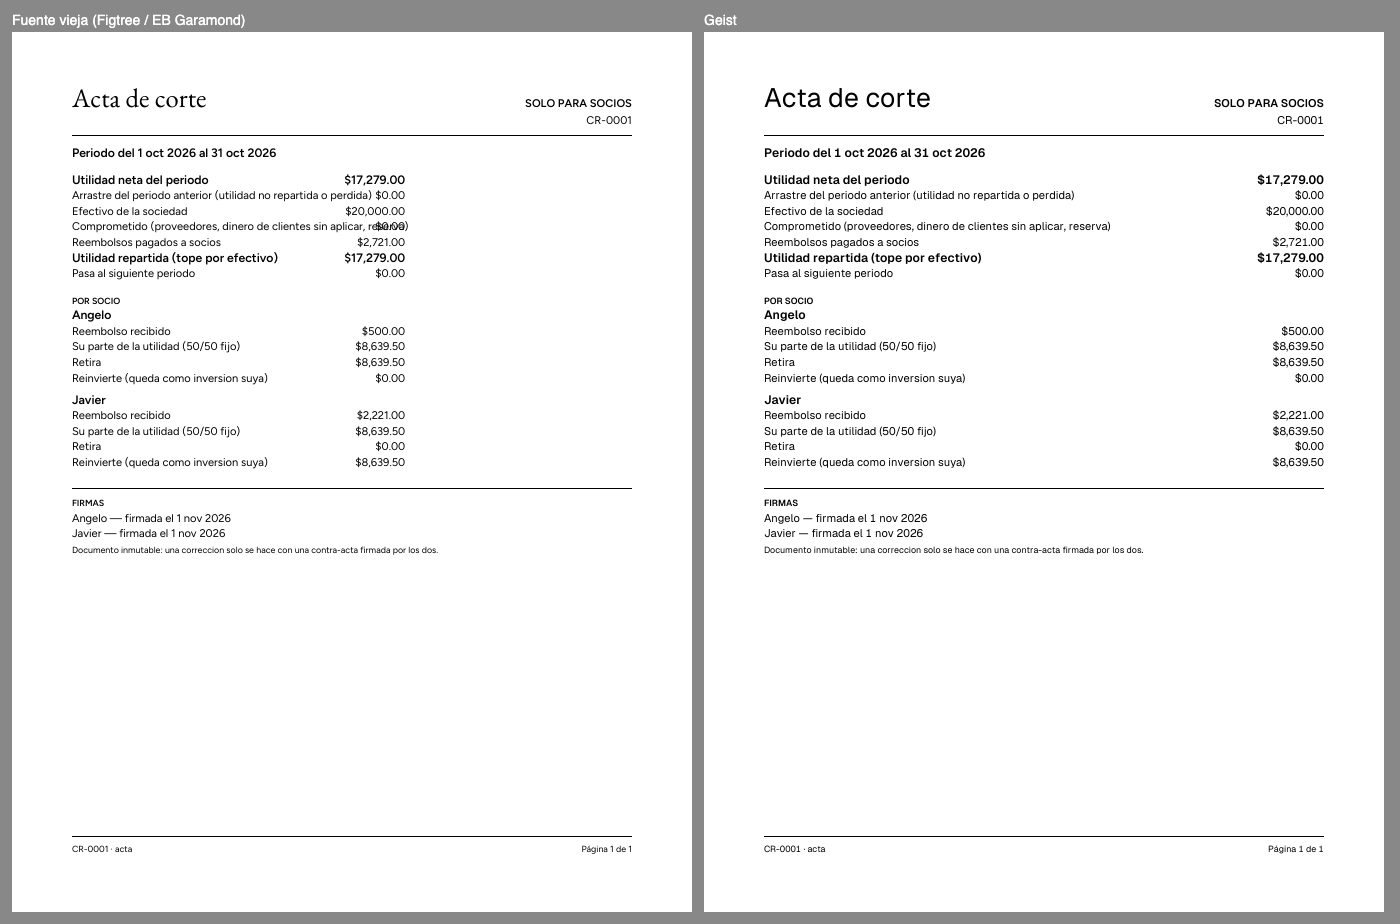 Fuente vieja (Figtree / EB Garamond)
Acta de corte
SOLO PARA SOCIOS
CR-0001
Periodo del 1 oct 2026 al 31 oct 2026
Utilidad neta del periodo $17,279.00
Arrastre del periodo anterior (utilidad no repartida o perdida) $0.00
Efectivo de la sociedad $20,000.00
Comprometido (proveedores, dinero de clientes sin aplicar, reserva) $0.00
Reembolsos pagados a socios $2,721.00
Utilidad repartida (tope por efectivo) $17,279.00
Pasa al siguiente periodo $0.00
POR SOCIO
Angelo
Reembolso recibido $500.00
Su parte de la utilidad (50/50 fijo) $8,639.50
Retira $8,639.50
Reinvierte (queda como inversion suya) $0.00
Javier
Reembolso recibido $2,221.00
Su parte de la utilidad (50/50 fijo) $8,639.50
Retira $0.00
Reinvierte (queda como inversion suya) $8,639.50
FIRMAS
Angelo — firmada el 1 nov 2026
Javier — firmada el 1 nov 2026
Documento inmutable: una correccion solo se hace con una contra-acta firmada por los dos.
CR-0001 · acta Página 1 de 1
Geist
Acta de corte
SOLO PARA SOCIOS
CR-0001
Periodo del 1 oct 2026 al 31 oct 2026
Utilidad neta del periodo $17,279.00
Arrastre del periodo anterior (utilidad no repartida o perdida) $0.00
Efectivo de la sociedad $20,000.00
Comprometido (proveedores, dinero de clientes sin aplicar, reserva) $0.00
Reembolsos pagados a socios $2,721.00
Utilidad repartida (tope por efectivo) $17,279.00
Pasa al siguiente periodo $0.00
POR SOCIO
Angelo
Reembolso recibido $500.00
Su parte de la utilidad (50/50 fijo) $8,639.50
Retira $8,639.50
Reinvierte (queda como inversion suya) $0.00
Javier
Reembolso recibido $2,221.00
Su parte de la utilidad (50/50 fijo) $8,639.50
Retira $0.00
Reinvierte (queda como inversion suya) $8,639.50
FIRMAS
Angelo — firmada el 1 nov 2026
Javier — firmada el 1 nov 2026
Documento inmutable: una correccion solo se hace con una contra-acta firmada por los dos.
CR-0001 · acta Página 1 de 1